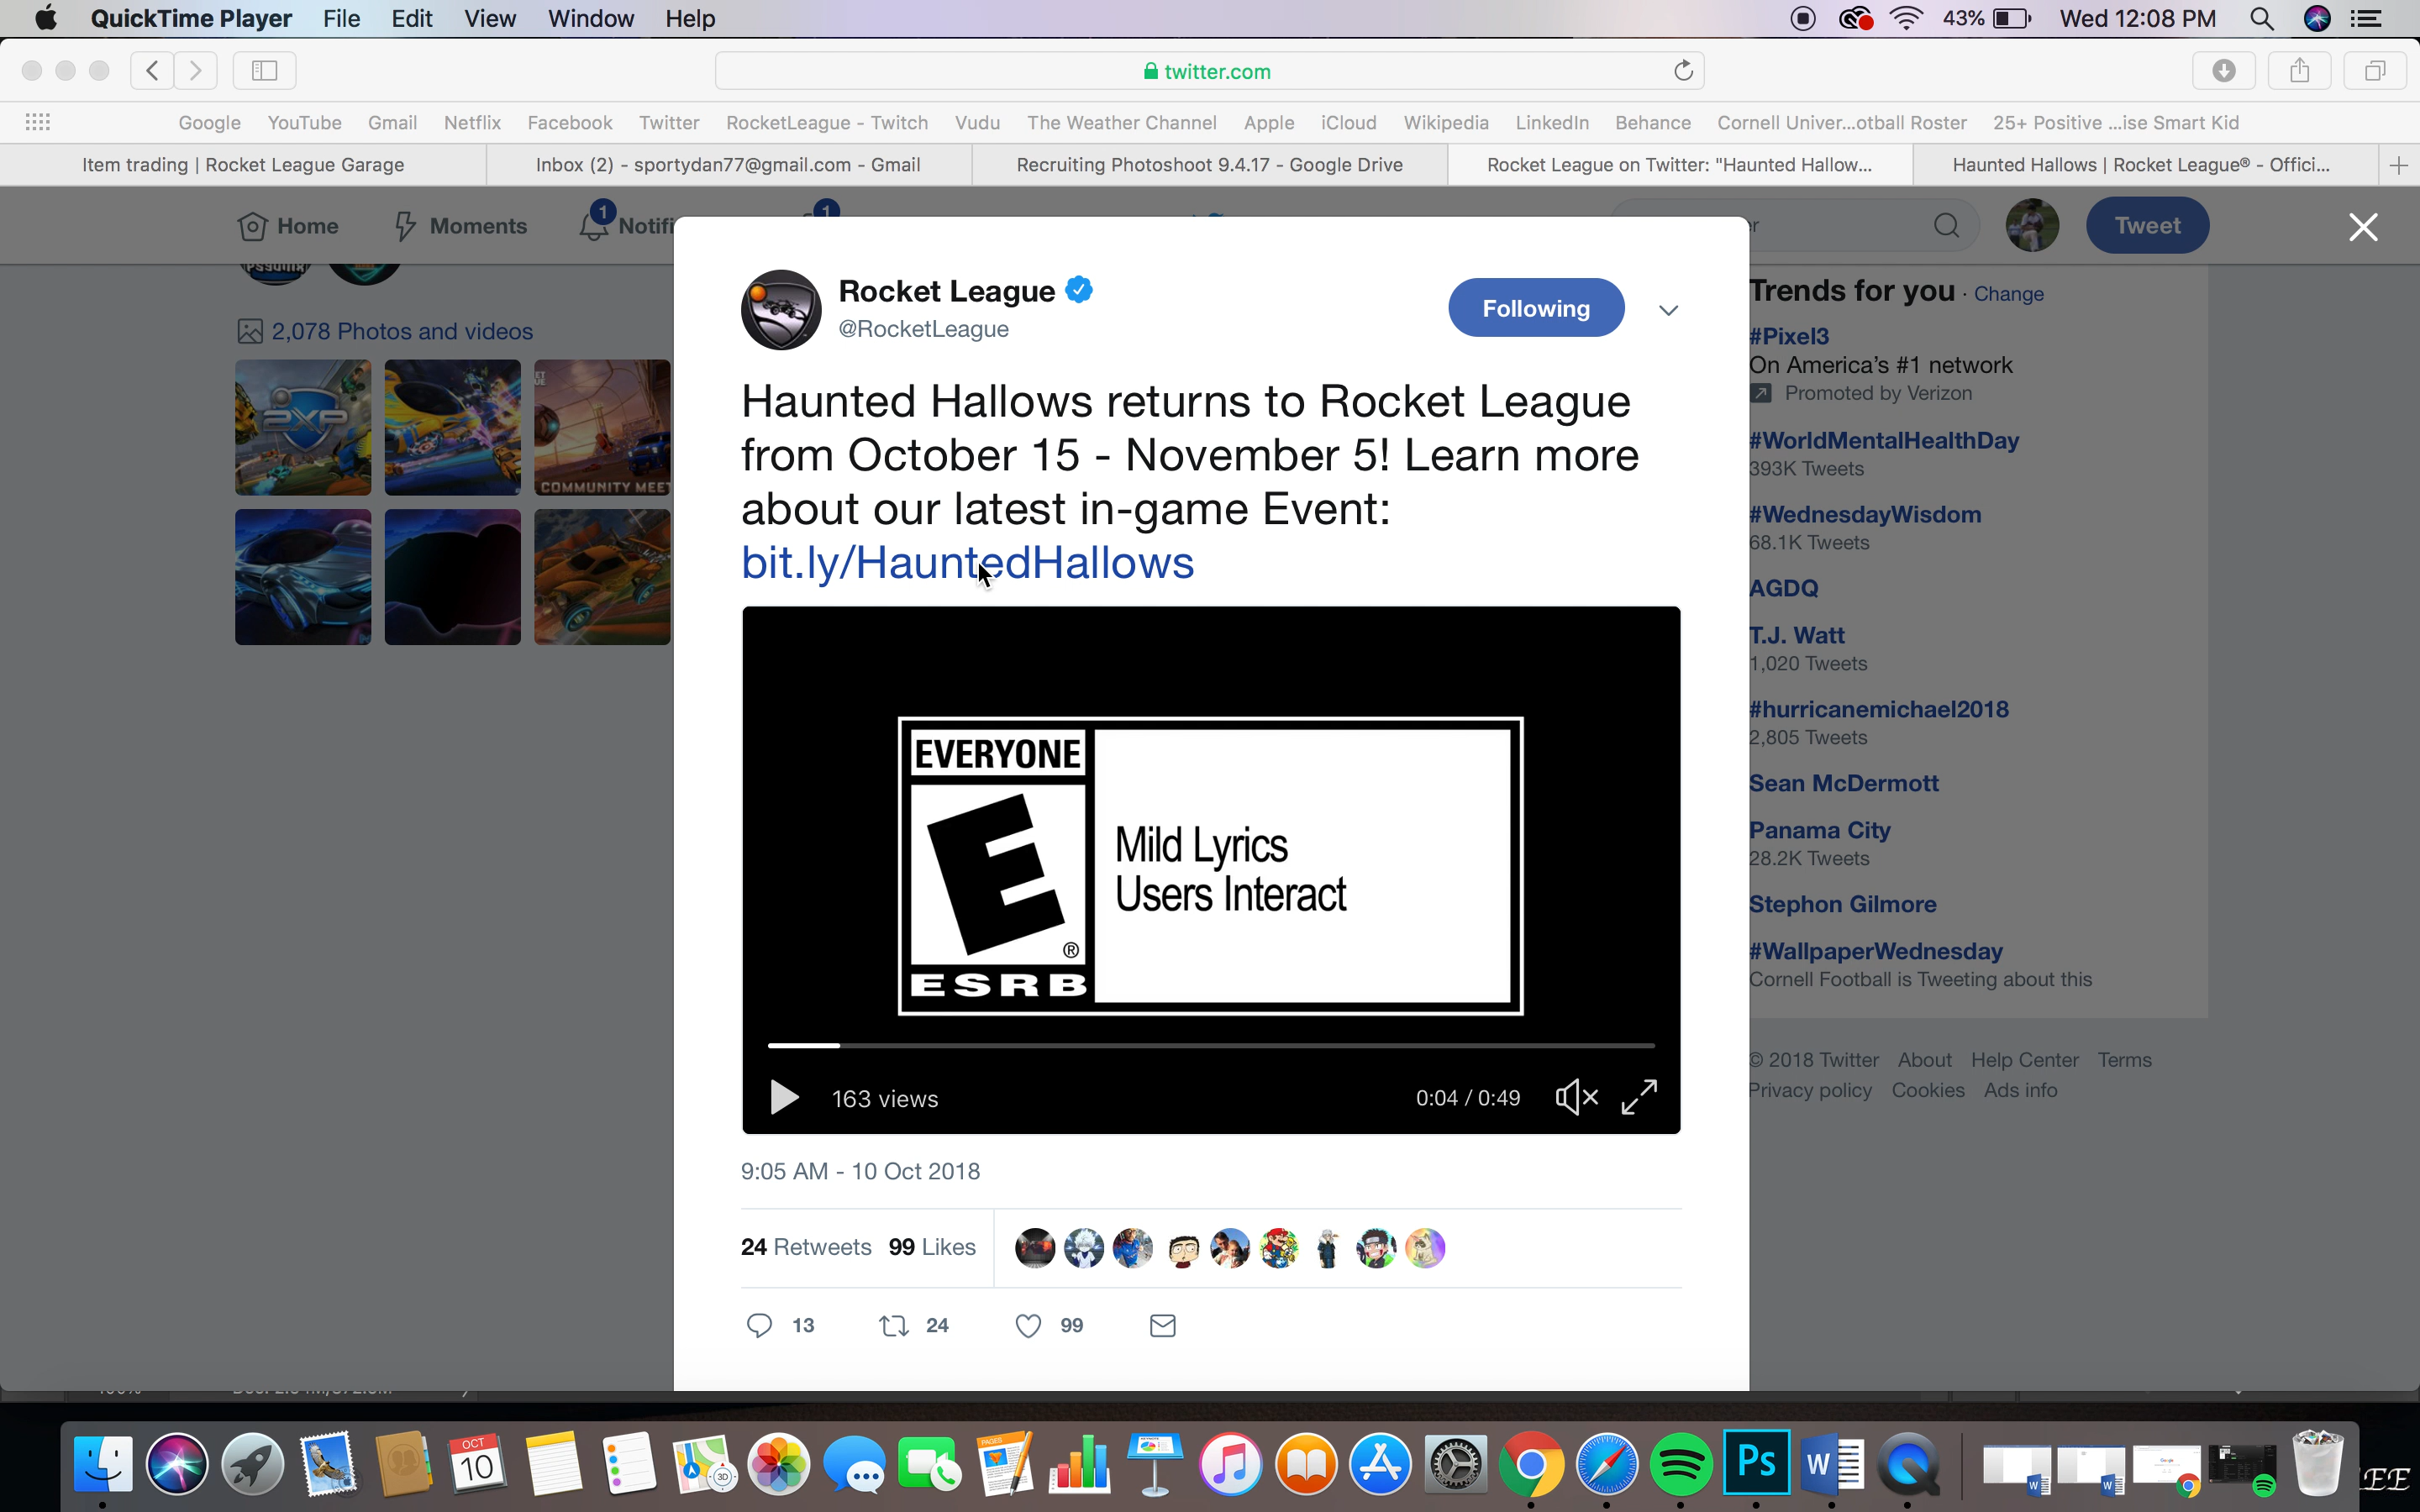 QuickTime Player File Edit View Window Help 43% Wed 12:08 PM
twitter.com
Google YouTube Gmail Netflix Facebook Twitter RocketLeague - Twitch Vudu The Weather Channel Apple iCloud Wikipedia LinkedIn Behance Cornell Univer...otball Roster 25+ Positive ...ise Smart Kid
Item trading | Rocket League Garage Inbox (2) - sportydan77@gmail.com - Gmail Recruiting Photoshoot 9.4.17 - Google Drive Rocket League on Twitter: "Haunted Hallow... Haunted Hallows | Rocket League® - Offici...
Home Moments 1 Notifi 1 Tweet
2,078 Photos and videos
2XP
COMMUNITY MEET
Rocket League
@RocketLeague
Following
Haunted Hallows returns to Rocket League
from October 15 - November 5! Learn more
about our latest in-game Event:
bit.ly/HauntedHallows
EVERYONE
E
®
ESRB
Mild Lyrics
Users Interact
163 views 0:04 / 0:49
9:05 AM - 10 Oct 2018
24 Retweets 99 Likes
13 24 99
Trends for you · Change
#Pixel3
On America's #1 network
Promoted by Verizon
#WorldMentalHealthDay
393K Tweets
#WednesdayWisdom
68.1K Tweets
AGDQ
T.J. Watt
1,020 Tweets
#hurricanemichael2018
2,805 Tweets
Sean McDermott
Panama City
28.2K Tweets
Stephon Gilmore
#WallpaperWednesday
Cornell Football is Tweeting about this
© 2018 Twitter About Help Center Terms
Privacy policy Cookies Ads info
OCT
10
PAGES
3D
Ps
W